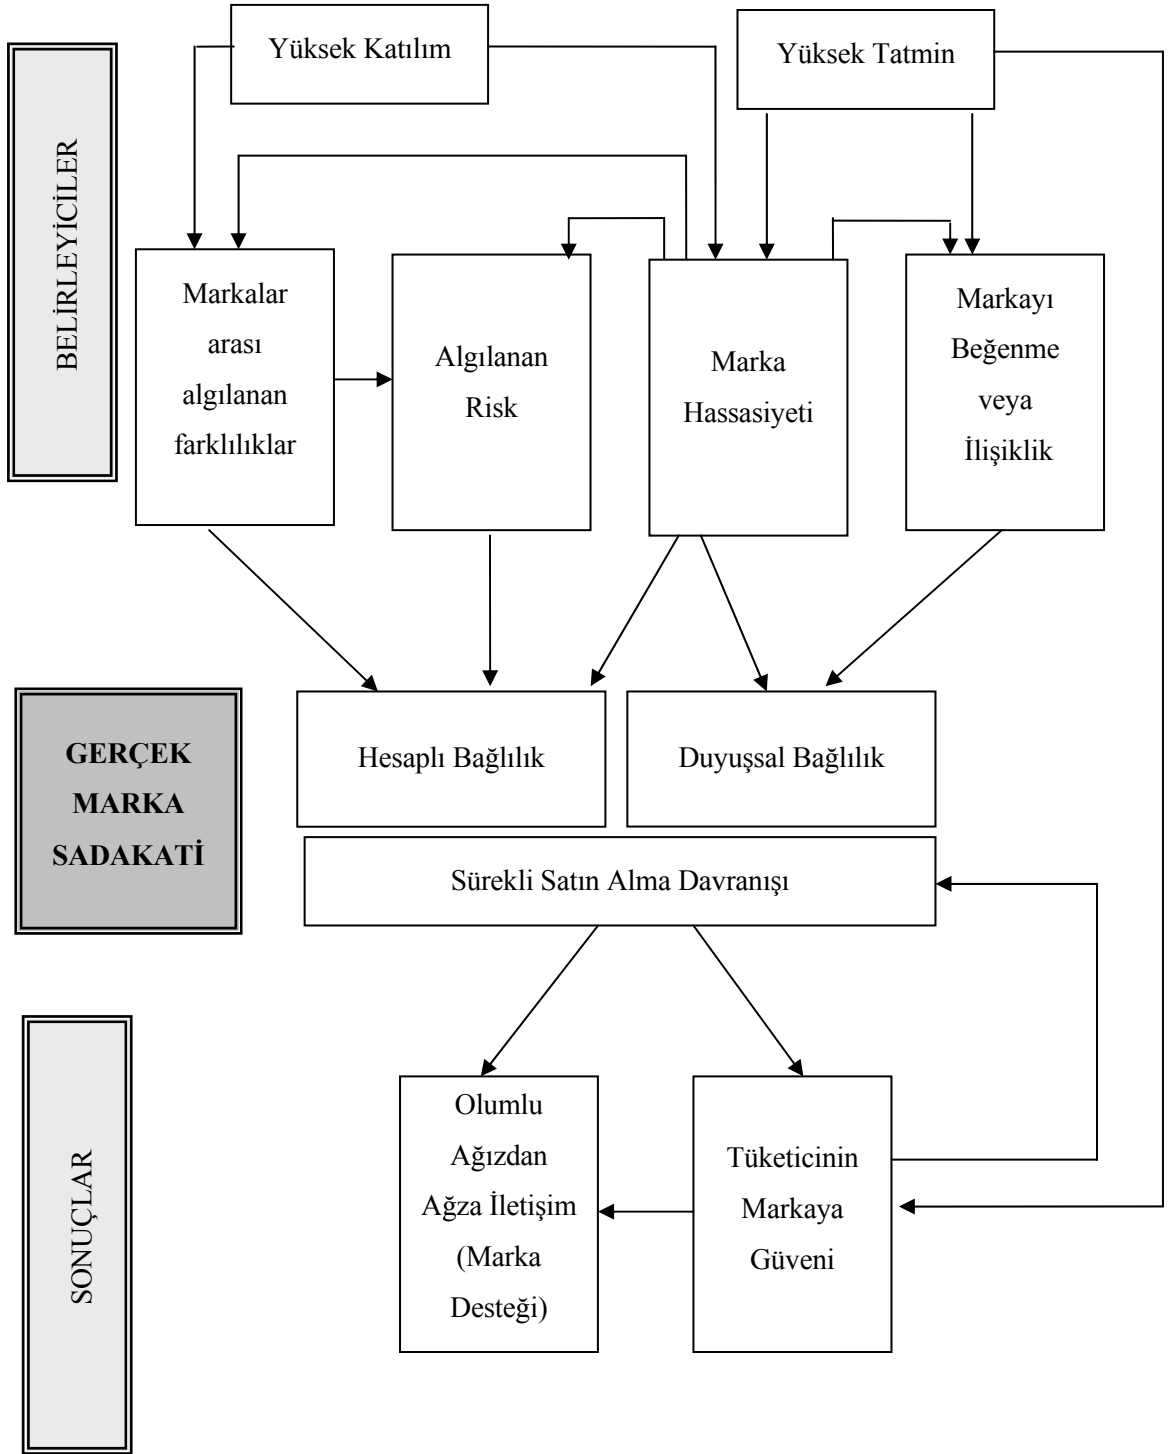 Yüksek Katılım
Yüksek Tatmin
BELİRLEYİCİLER
Markalar
arası
algılanan
farklılıklar
Algılanan
Risk
Marka
Hassasiyeti
Markayı
Beğenme
veya
İlişiklik
GERÇEK
MARKA
SADAKATİ
Hesaplı Bağlılık
Duyuşsal Bağlılık
Sürekli Satın Alma Davranışı
SONUÇLAR
Olumlu
Ağızdan
Ağza İletişim
(Marka
Desteği)
Tüketicinin
Markaya
Güveni